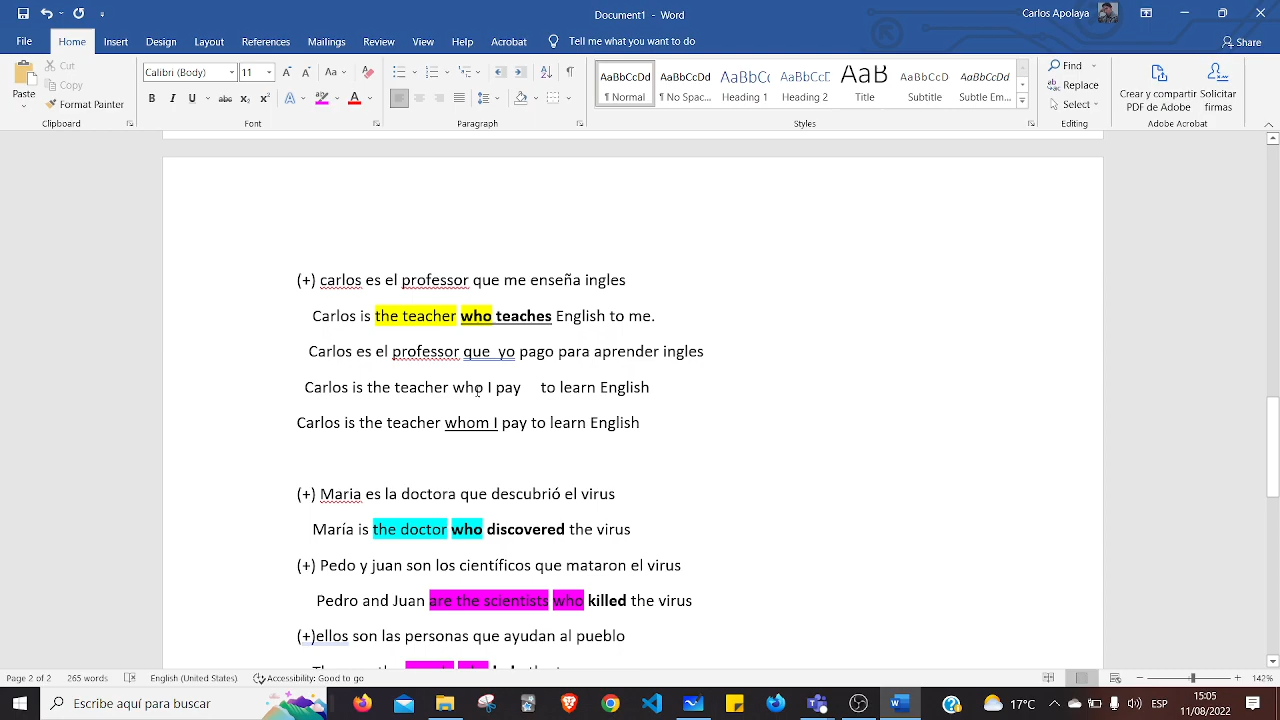 Document1 - Word
Carlos Apolaya
File Home Insert Design Layout References Mailings Review View Help Acrobat Tell me what you want to do
Share
Paste
Cut
Copy
Format Painter
Clipboard
Calibri (Body) 11
Font
Paragraph
AaBbCcDd AaBbCcDd AaBbCc AaBbCcC AaB AaBbCcD AaBbCcDd
¶ Normal ¶ No Spac... Heading 1 Heading 2 Title Subtitle Subtle Em...
Styles
Find
Replace
Select
Editing
Crear y compartir PDF de Adobe
Solicitar firmas
Adobe Acrobat
(+) carlos es el professor que me enseña ingles
Carlos is the teacher who teaches English to me.
Carlos es el professor que yo pago para aprender ingles
Carlos is the teacher who I pay to learn English
Carlos is the teacher whom I pay to learn English
(+) Maria es la doctora que descubrió el virus
María is the doctor who discovered the virus
(+) Pedo y juan son los científicos que mataron el virus
Pedro and Juan are the scientists who killed the virus
(+)ellos son las personas que ayudan al pueblo
Page 2 of 2 265 words English (United States) Accessibility: Good to go 142%
Escribe aquí para buscar
17°C
15:05
11/08/2022